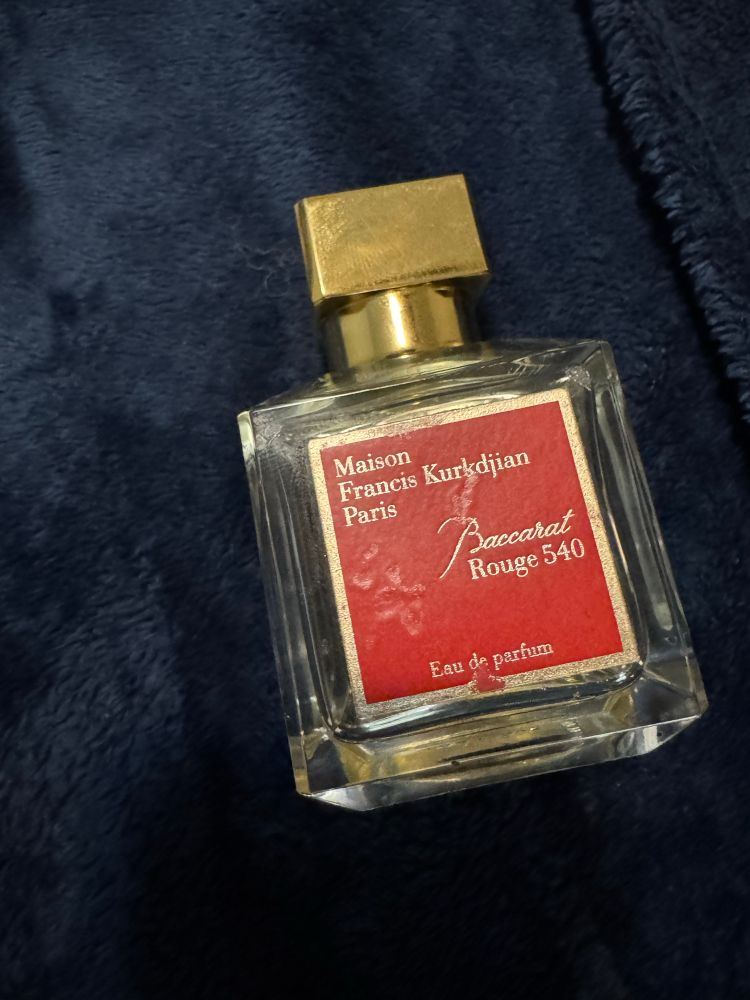 Maison
Francis Kurkdjian
Paris
Baccarat
Rouge 540
Eau de parfum